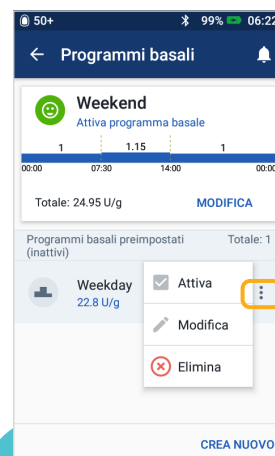 50+ 99% 06:22
Programmi basali
Weekend
Attiva programma basale
1 1.15 1
00:00 07:30 14:00 00:00
Totale: 24.95 U/g MODIFICA
Programmi basali preimpostati Totale: 1
(inattivi)
Weekday
22.8 U/g
Attiva
Modifica
Elimina
CREA NUOVO